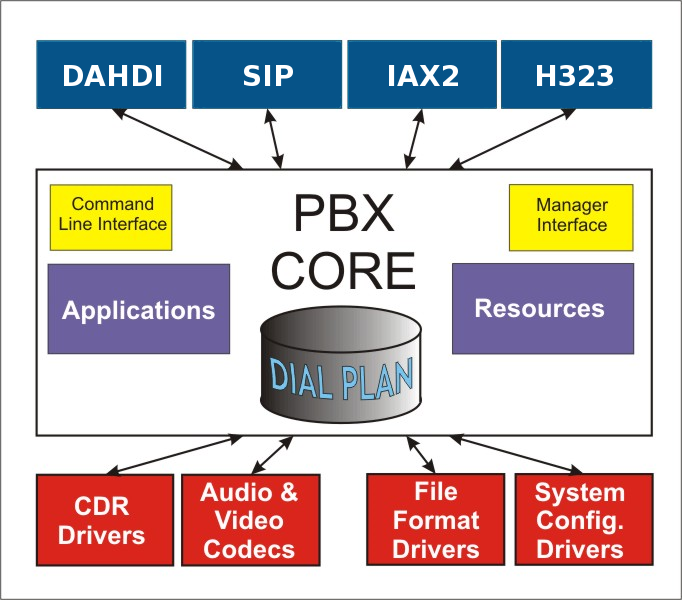 DAHDI
SIP
IAX2
H323
Command
Line Interface
PBX
CORE
Manager
Interface
Applications
Resources
DIAL PLAN
CDR
Drivers
Audio &
Video
Codecs
File
Format
Drivers
System
Config.
Drivers